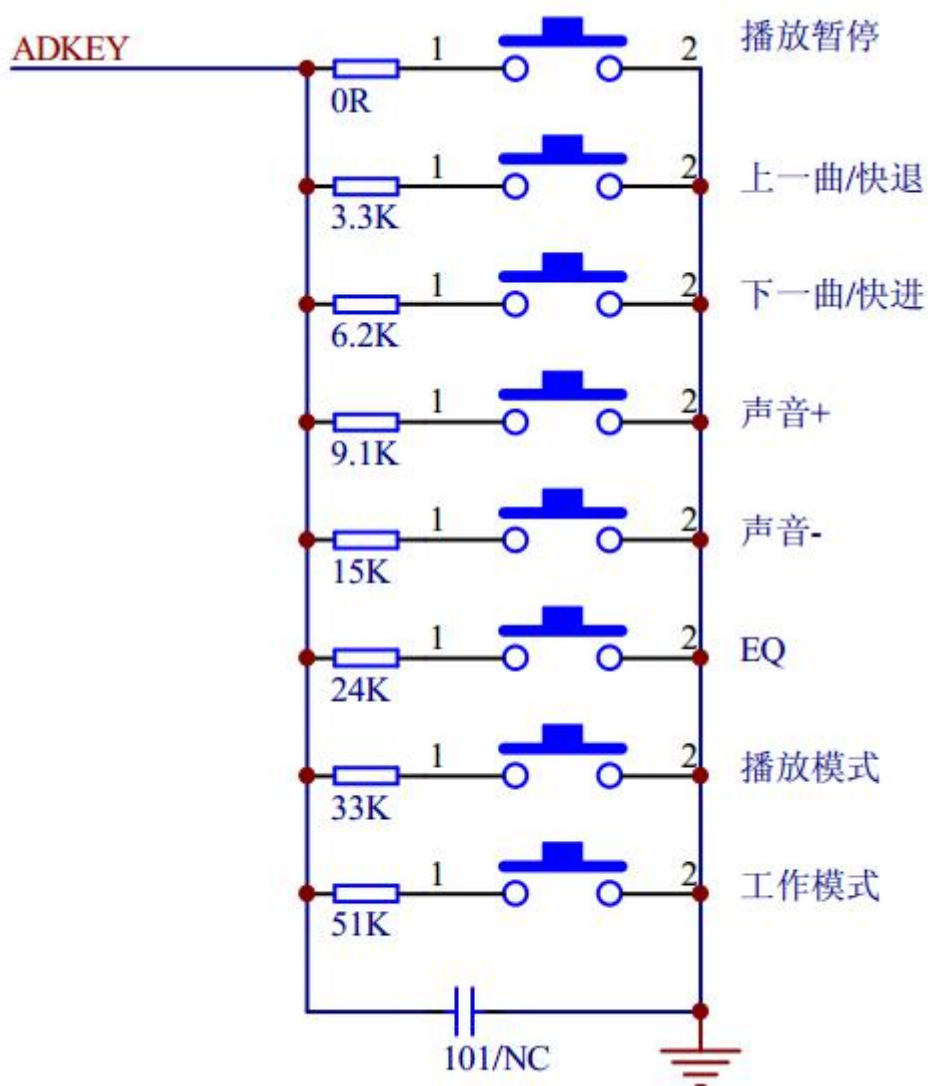 ADKEY 1 2 播放暂停
0R
1 2 上一曲/快退
3.3K
1 2 下一曲/快进
6.2K
1 2 声音+
9.1K
1 2 声音-
15K
1 2 EQ
24K
1 2 播放模式
33K
1 2 工作模式
51K
101/NC